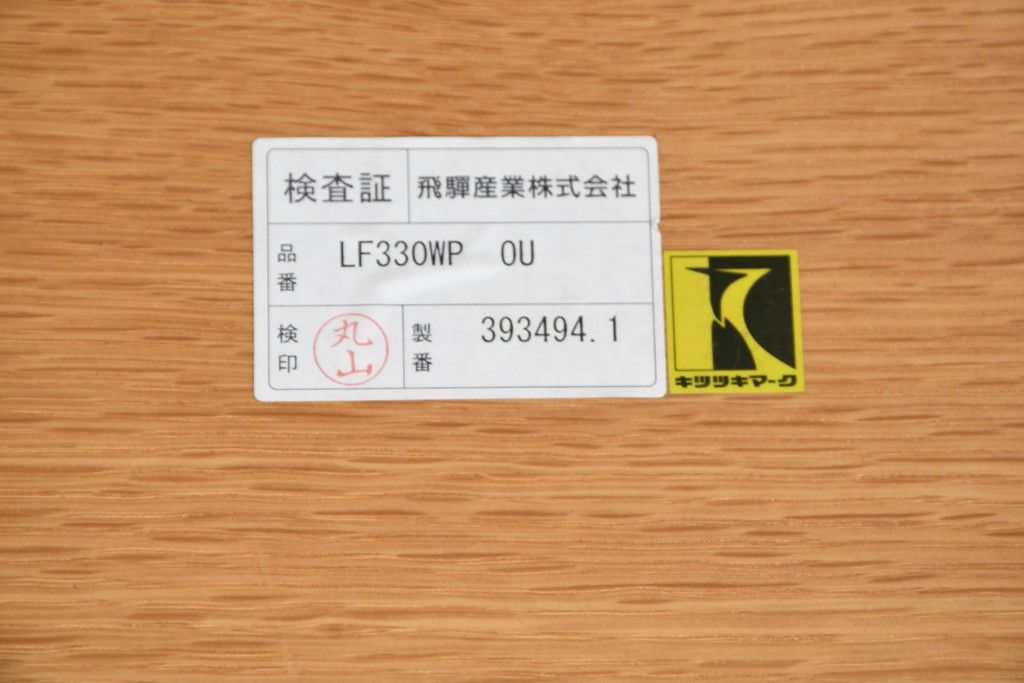 検査証 飛驒産業株式会社
品番 LF330WP OU
検印 丸山 製番 393494.1
キツツキマーク